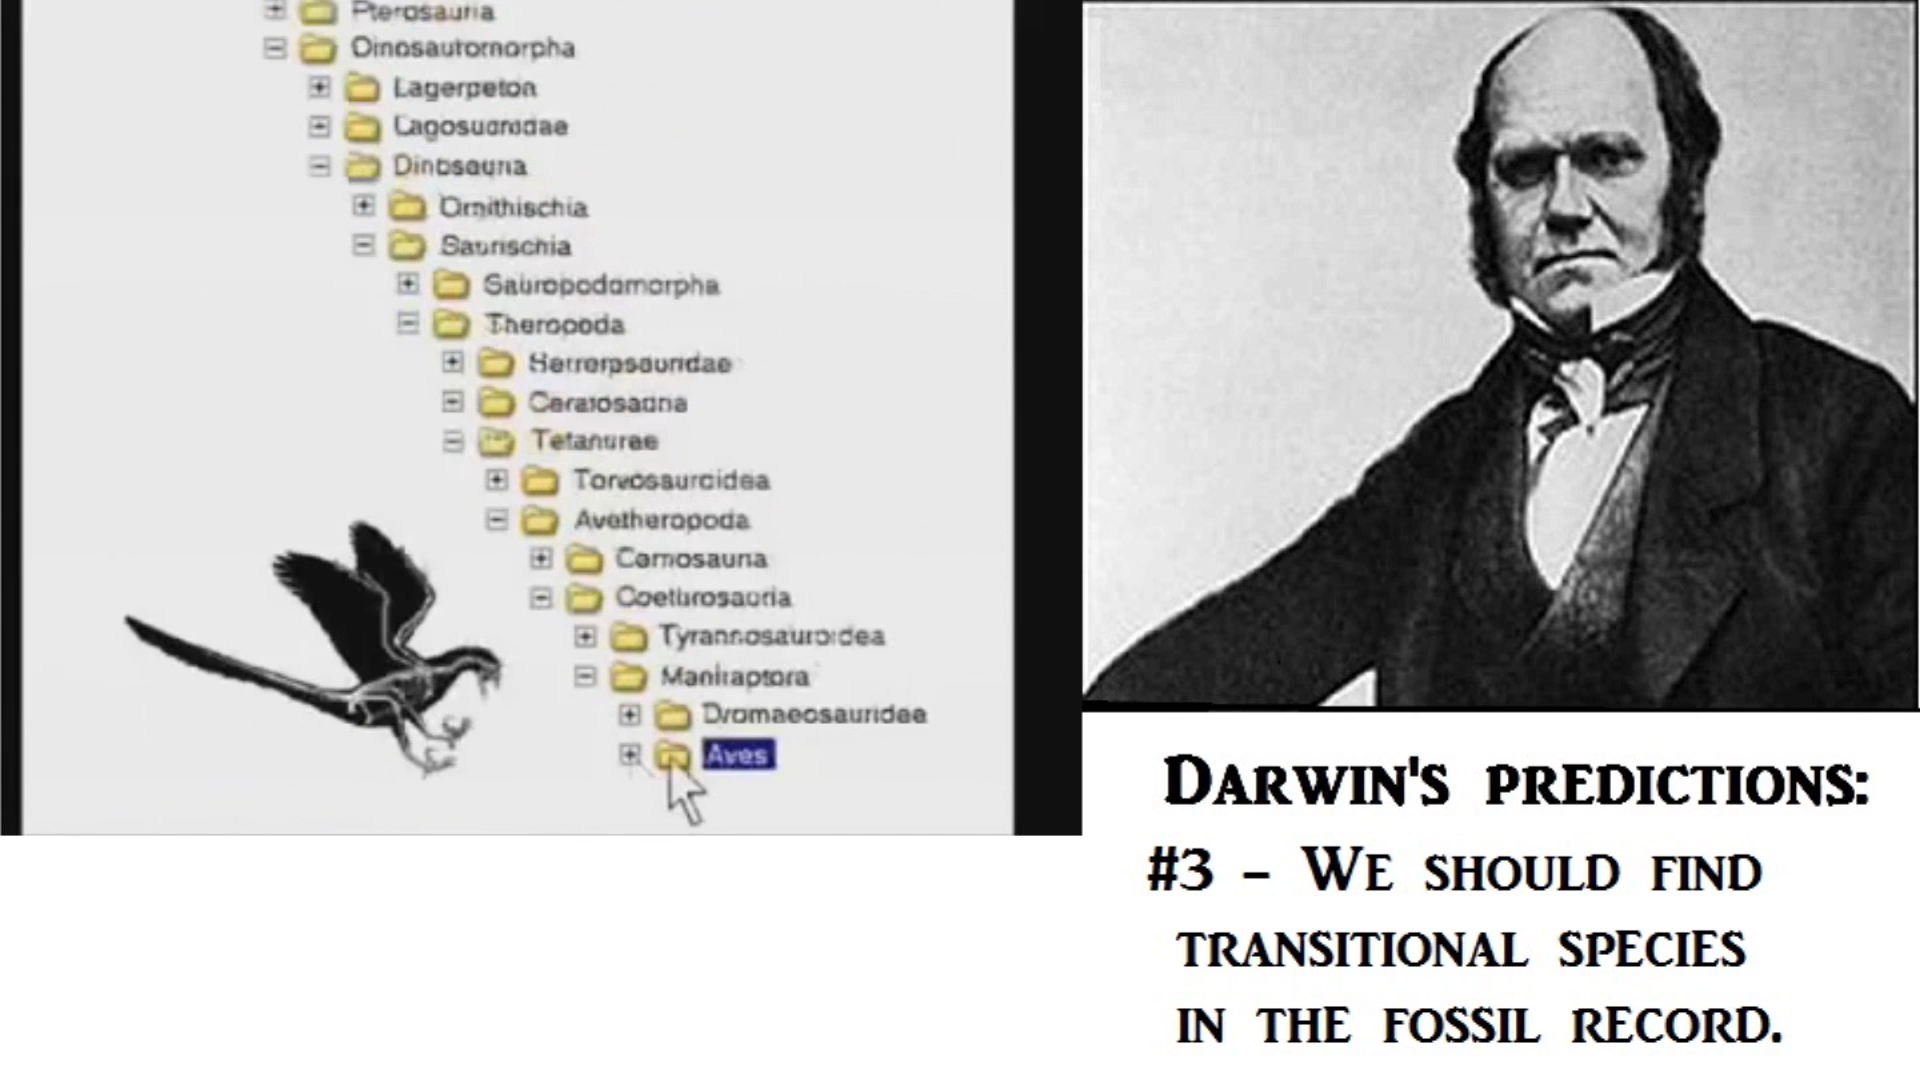 Pterosauria
Dinosauromorpha
Lagerpeton
Lagosuchidae
Dinosauria
Ornithischia
Saurischia
Sauropodomorpha
Theropoda
Herrerasauridae
Ceratosauria
Tetanurae
Torvosauroidea
Avetheropoda
Carnosauria
Coelurosauria
Tyrannosauroidea
Maniraptora
Dromaeosauridae
Aves
DARWIN'S PREDICTIONS:
#3 – WE SHOULD FIND
TRANSITIONAL SPECIES
IN THE FOSSIL RECORD.